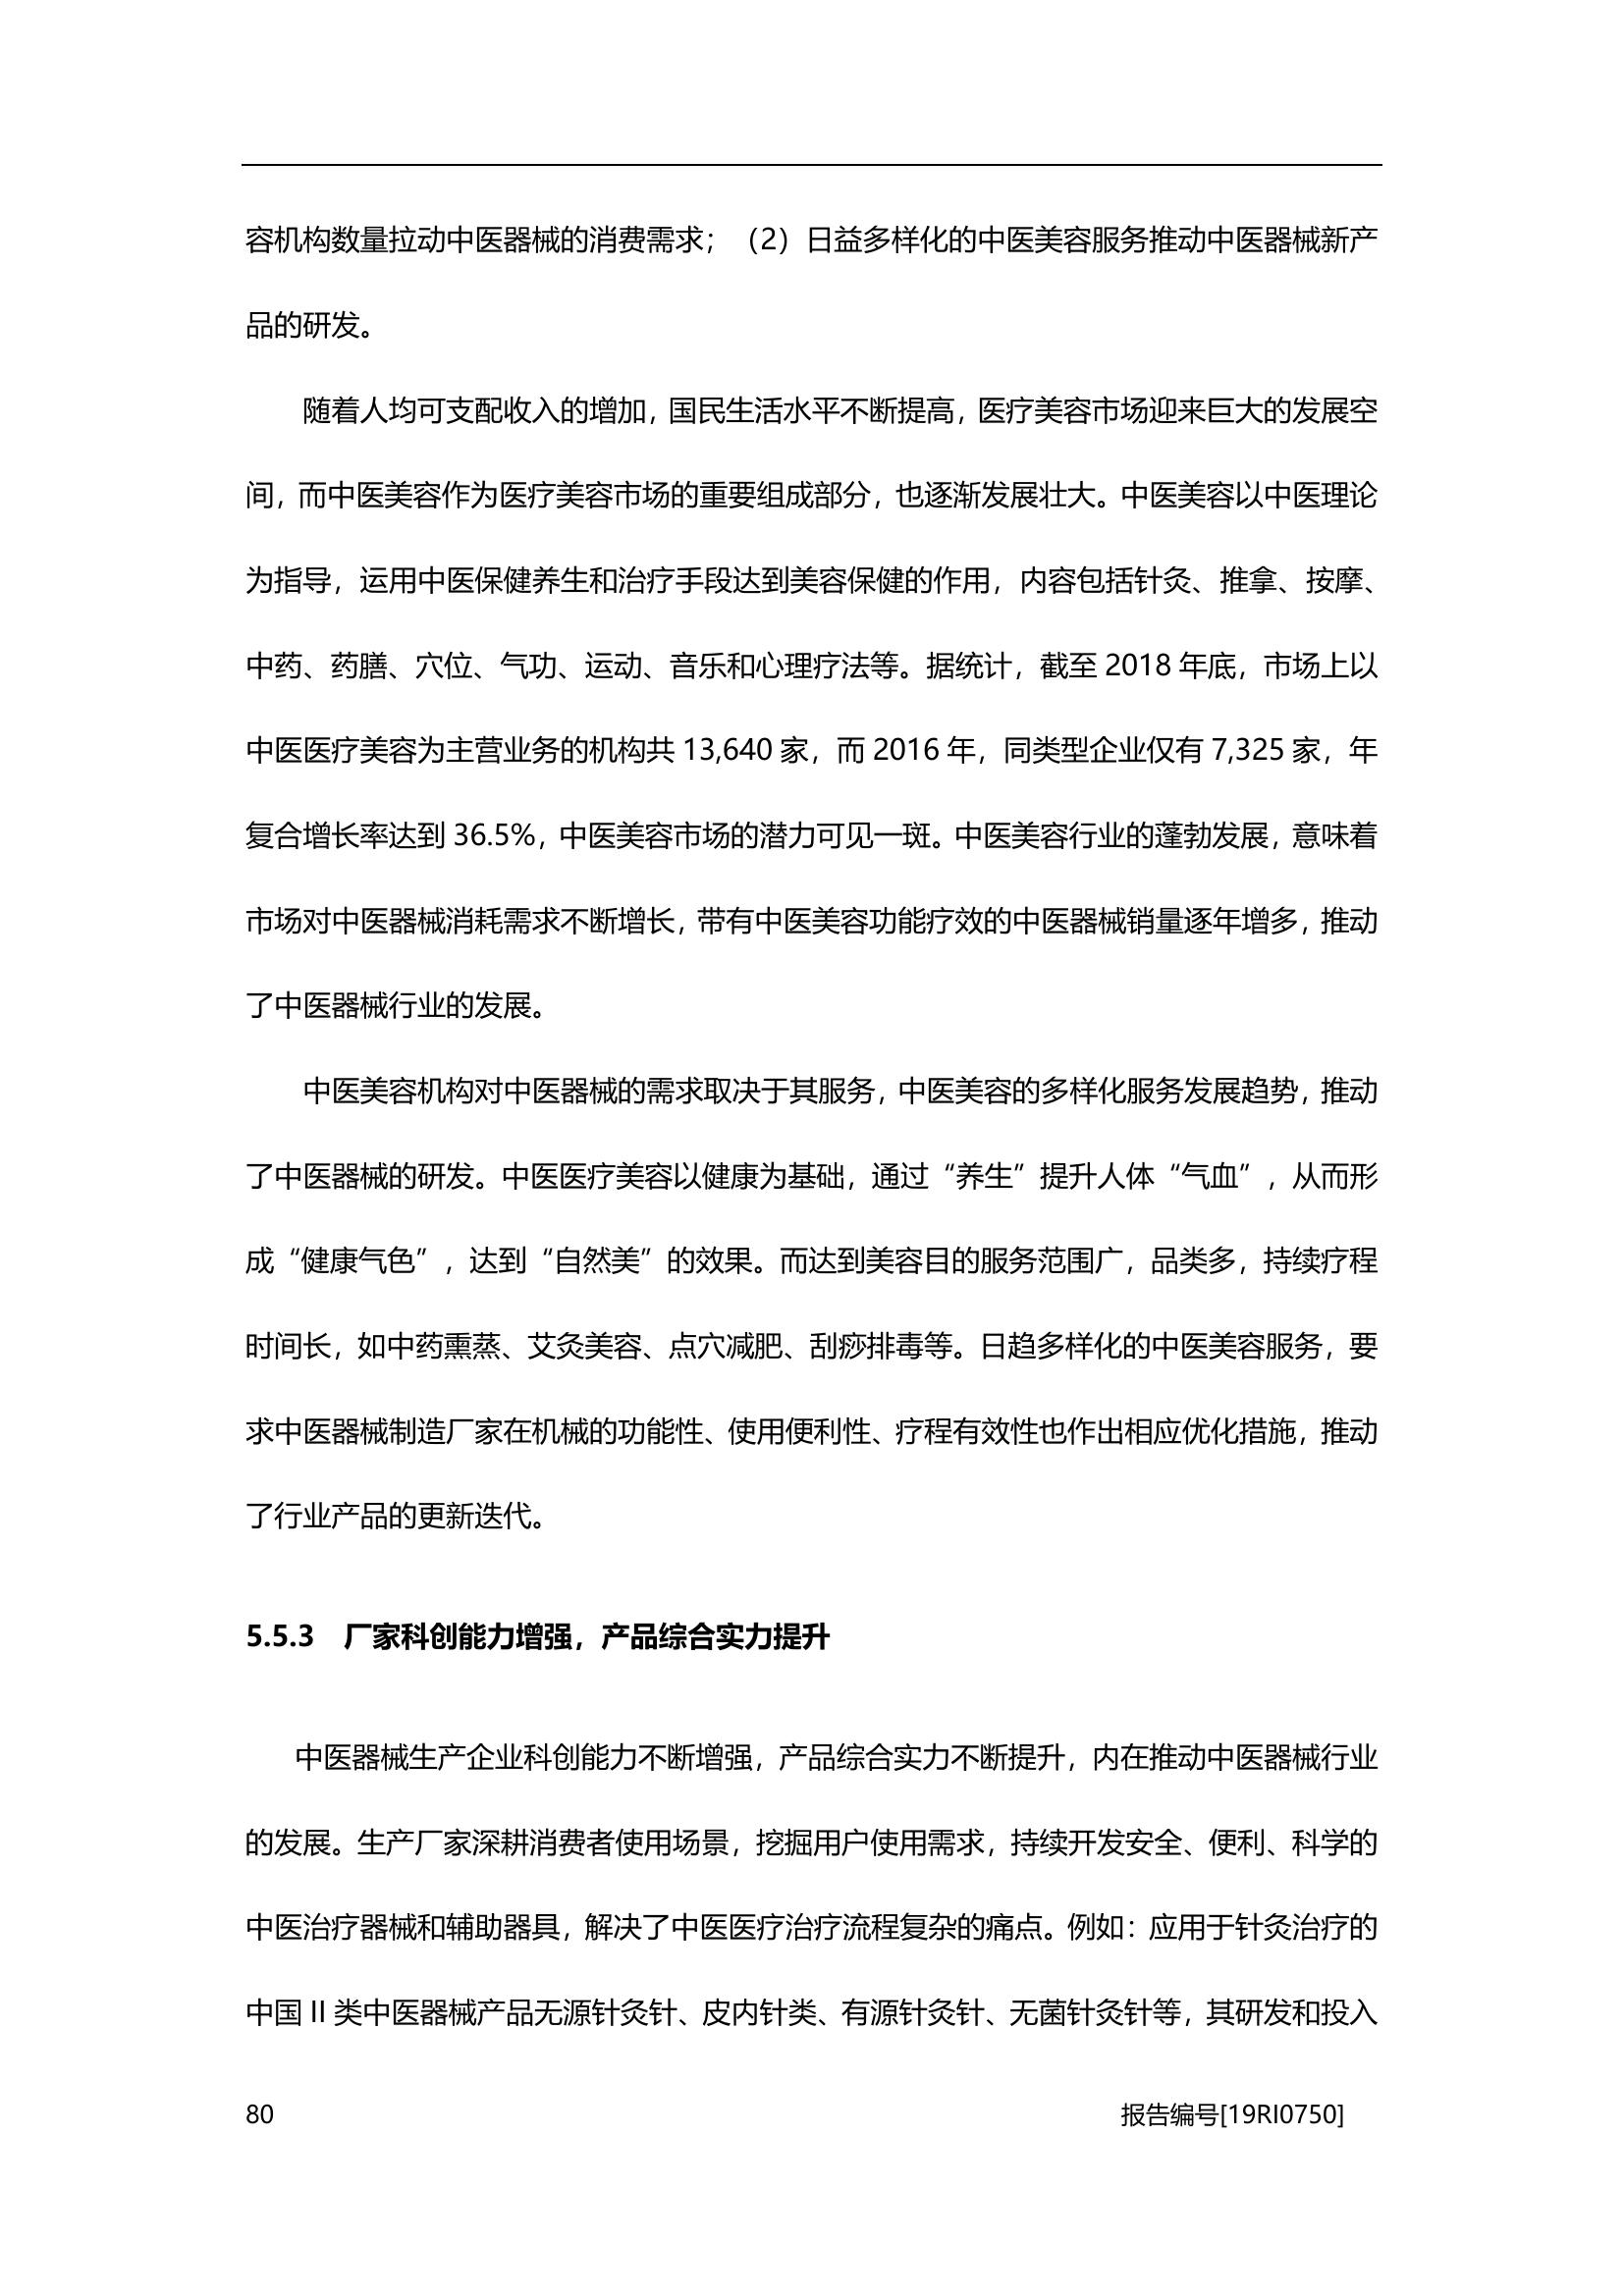 容机构数量拉动中医器械的消费需求；（2）日益多样化的中医美容服务推动中医器械新产
品的研发。
随着人均可支配收入的增加，国民生活水平不断提高，医疗美容市场迎来巨大的发展空
间，而中医美容作为医疗美容市场的重要组成部分，也逐渐发展壮大。中医美容以中医理论
为指导，运用中医保健养生和治疗手段达到美容保健的作用，内容包括针灸、推拿、按摩、
中药、药膳、穴位、气功、运动、音乐和心理疗法等。据统计，截至 2018 年底，市场上以
中医医疗美容为主营业务的机构共 13,640 家，而 2016 年，同类型企业仅有 7,325 家，年
复合增长率达到 36.5%，中医美容市场的潜力可见一斑。中医美容行业的蓬勃发展，意味着
市场对中医器械消耗需求不断增长，带有中医美容功能疗效的中医器械销量逐年增多，推动
了中医器械行业的发展。
中医美容机构对中医器械的需求取决于其服务，中医美容的多样化服务发展趋势，推动
了中医器械的研发。中医医疗美容以健康为基础，通过“养生”提升人体“气血”，从而形
成“健康气色”，达到“自然美”的效果。而达到美容目的服务范围广，品类多，持续疗程
时间长，如中药熏蒸、艾灸美容、点穴减肥、刮痧排毒等。日趋多样化的中医美容服务，要
求中医器械制造厂家在机械的功能性、使用便利性、疗程有效性也作出相应优化措施，推动
了行业产品的更新迭代。
5.5.3 厂家科创能力增强，产品综合实力提升
中医器械生产企业科创能力不断增强，产品综合实力不断提升，内在推动中医器械行业
的发展。生产厂家深耕消费者使用场景，挖掘用户使用需求，持续开发安全、便利、科学的
中医治疗器械和辅助器具，解决了中医医疗治疗流程复杂的痛点。例如：应用于针灸治疗的
中国 II 类中医器械产品无源针灸针、皮内针类、有源针灸针、无菌针灸针等，其研发和投入
80 报告编号[19RI0750]